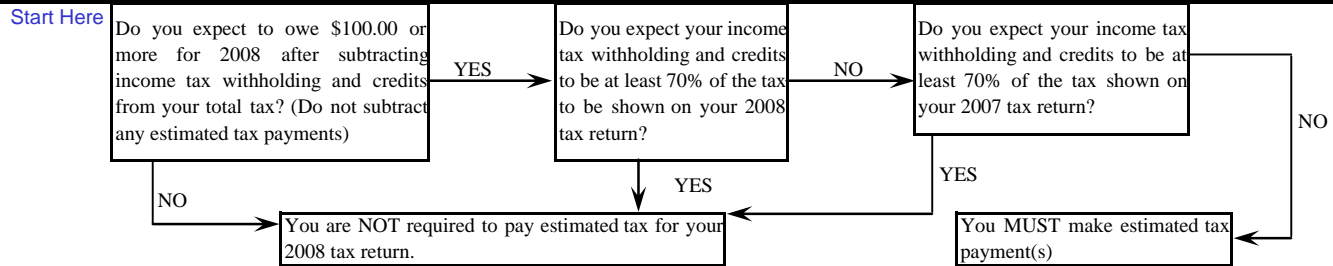 Start Here
Do you expect to owe $100.00 or
more for 2008 after subtracting
income tax withholding and credits
from your total tax? (Do not subtract
any estimated tax payments)
YES
Do you expect your income
tax withholding and credits
to be at least 70% of the tax
to be shown on your 2008
tax return?
NO
Do you expect your income tax
withholding and credits to be at
least 70% of the tax shown on
your 2007 tax return?
NO
NO
YES
YES
You are NOT required to pay estimated tax for your
2008 tax return.
You MUST make estimated tax
payment(s)